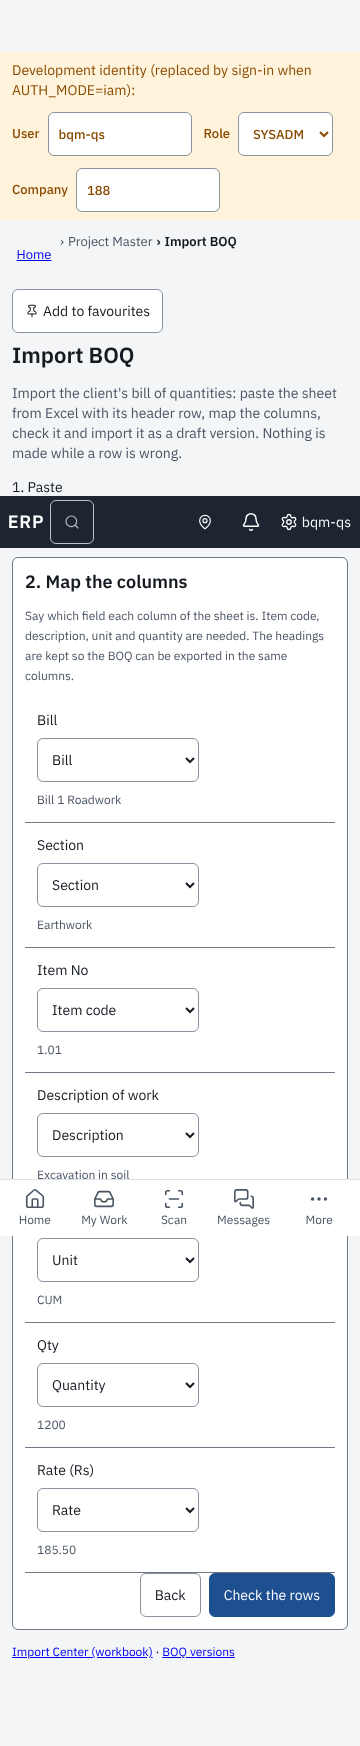 Development identity (replaced by sign-in when
AUTH_MODE=iam):
User bqm-qs Role SYSADM
Company 188
Home › Project Master › Import BOQ
Add to favourites
Import BOQ
Import the client's bill of quantities: paste the sheet
from Excel with its header row, map the columns,
check it and import it as a draft version. Nothing is
made while a row is wrong.
1. Paste
ERP bqm-qs
2. Map the columns
Say which field each column of the sheet is. Item code,
description, unit and quantity are needed. The headings
are kept so the BOQ can be exported in the same
columns.
Bill
Bill
Bill 1 Roadwork
Section
Section
Earthwork
Item No
Item code
1.01
Description of work
Description
Excavation in soil
Home My Work Scan Messages More
Unit
CUM
Qty
Quantity
1200
Rate (Rs)
Rate
185.50
Back Check the rows
Import Center (workbook) · BOQ versions